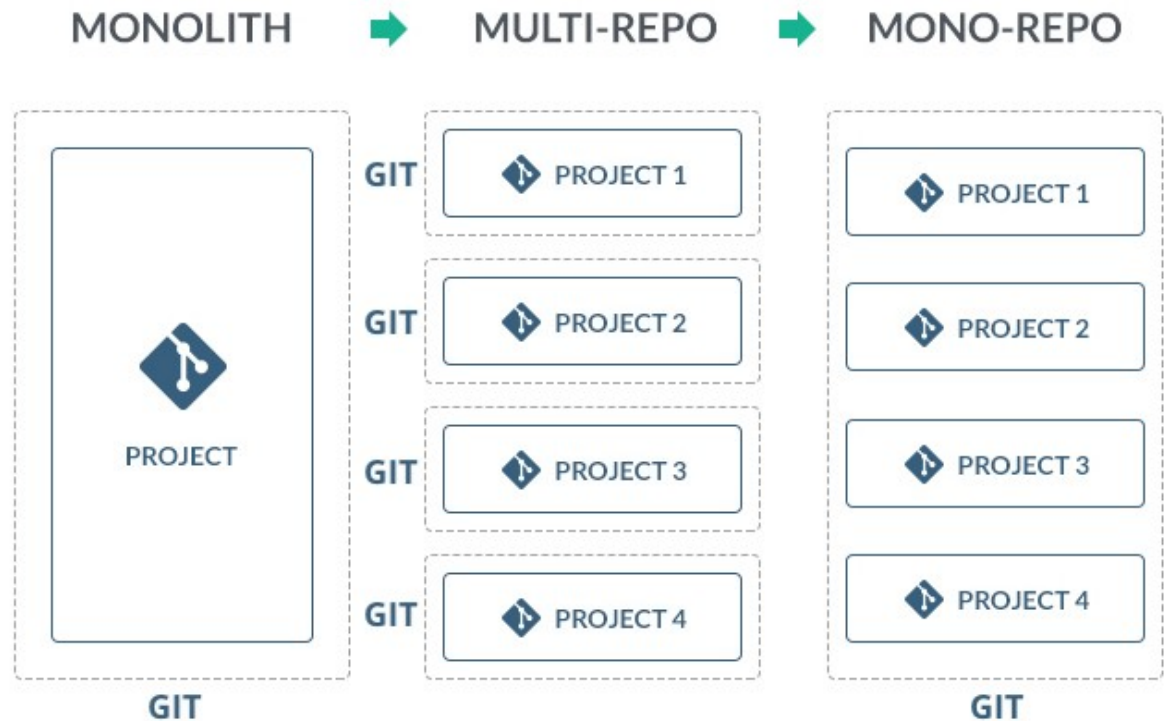 MONOLITH
MULTI-REPO
MONO-REPO
PROJECT
GIT
GIT
PROJECT 1
GIT
PROJECT 2
GIT
PROJECT 3
GIT
PROJECT 4
PROJECT 1
PROJECT 2
PROJECT 3
PROJECT 4
GIT